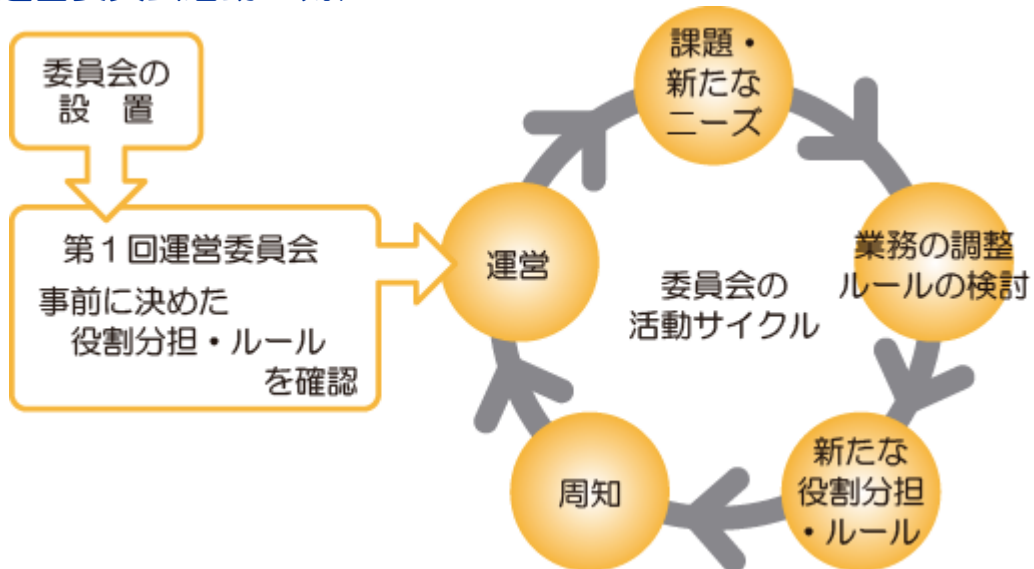 委員会の
設　置
第1回運営委員会
事前に決めた
役割分担・ルール
を確認
運営
課題・
新たな
ニーズ
業務の調整
ルールの検討
新たな
役割分担
・ルール
周知
委員会の
活動サイクル